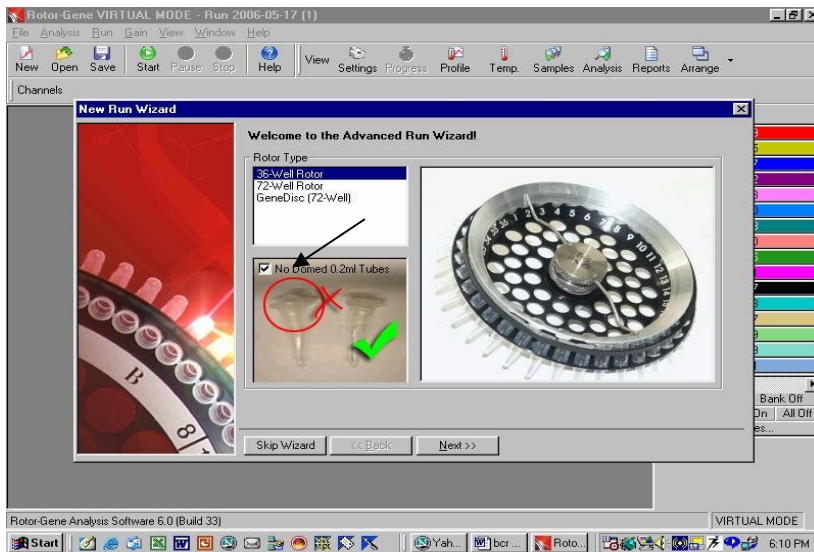 Rotor-Gene VIRTUAL MODE - Run 2006-05-17 (1)
File Analysis Run Gain View Window Help
New Open Save Start Pause Stop Help View Settings Progress Profile Temp. Samples Analysis Reports Arrange
Channels
New Run Wizard
Welcome to the Advanced Run Wizard!
Rotor Type
36-Well Rotor
72-Well Rotor
GeneDisc (72-Well)
No Domed 0.2ml Tubes
Bank Off
On All Off
es...
Skip Wizard << Back Next >>
Rotor-Gene Analysis Software 6.0 (Build 33) VIRTUAL MODE
Start Yah... bcr ... Roto... 6:10 PM